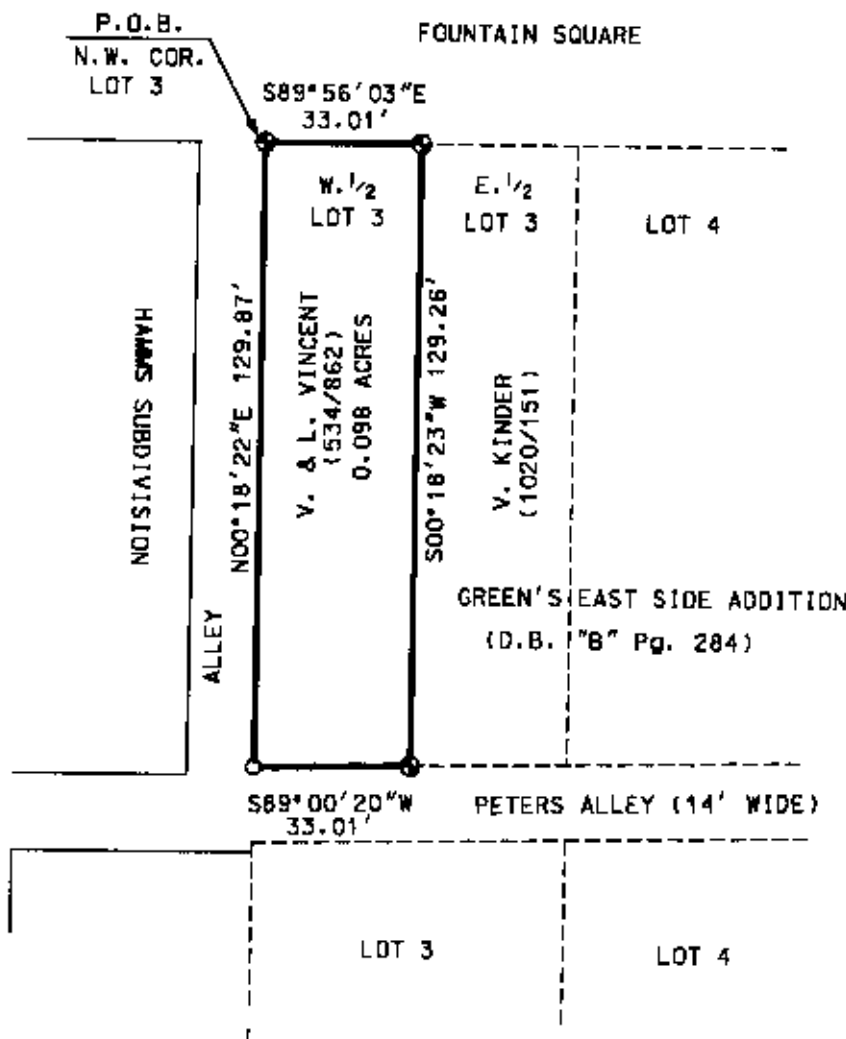 P.O.B.
N.W. COR.
LOT 3
FOUNTAIN SQUARE
S89°56'03"E
33.01'
W.1/2
LOT 3
E.1/2
LOT 3
LOT 4
HAMMS SUBDIVISION
ALLEY
N00°18'22"E 129.87'
V. & L. VINCENT
(534/862)
0.098 ACRES
S00°18'23"W 129.26'
V. KINDER
(1020/151)
GREEN'S EAST SIDE ADDITION
(D.B. "B" Pg. 284)
S89°00'20"W
33.01'
PETERS ALLEY (14' WIDE)
LOT 3
LOT 4